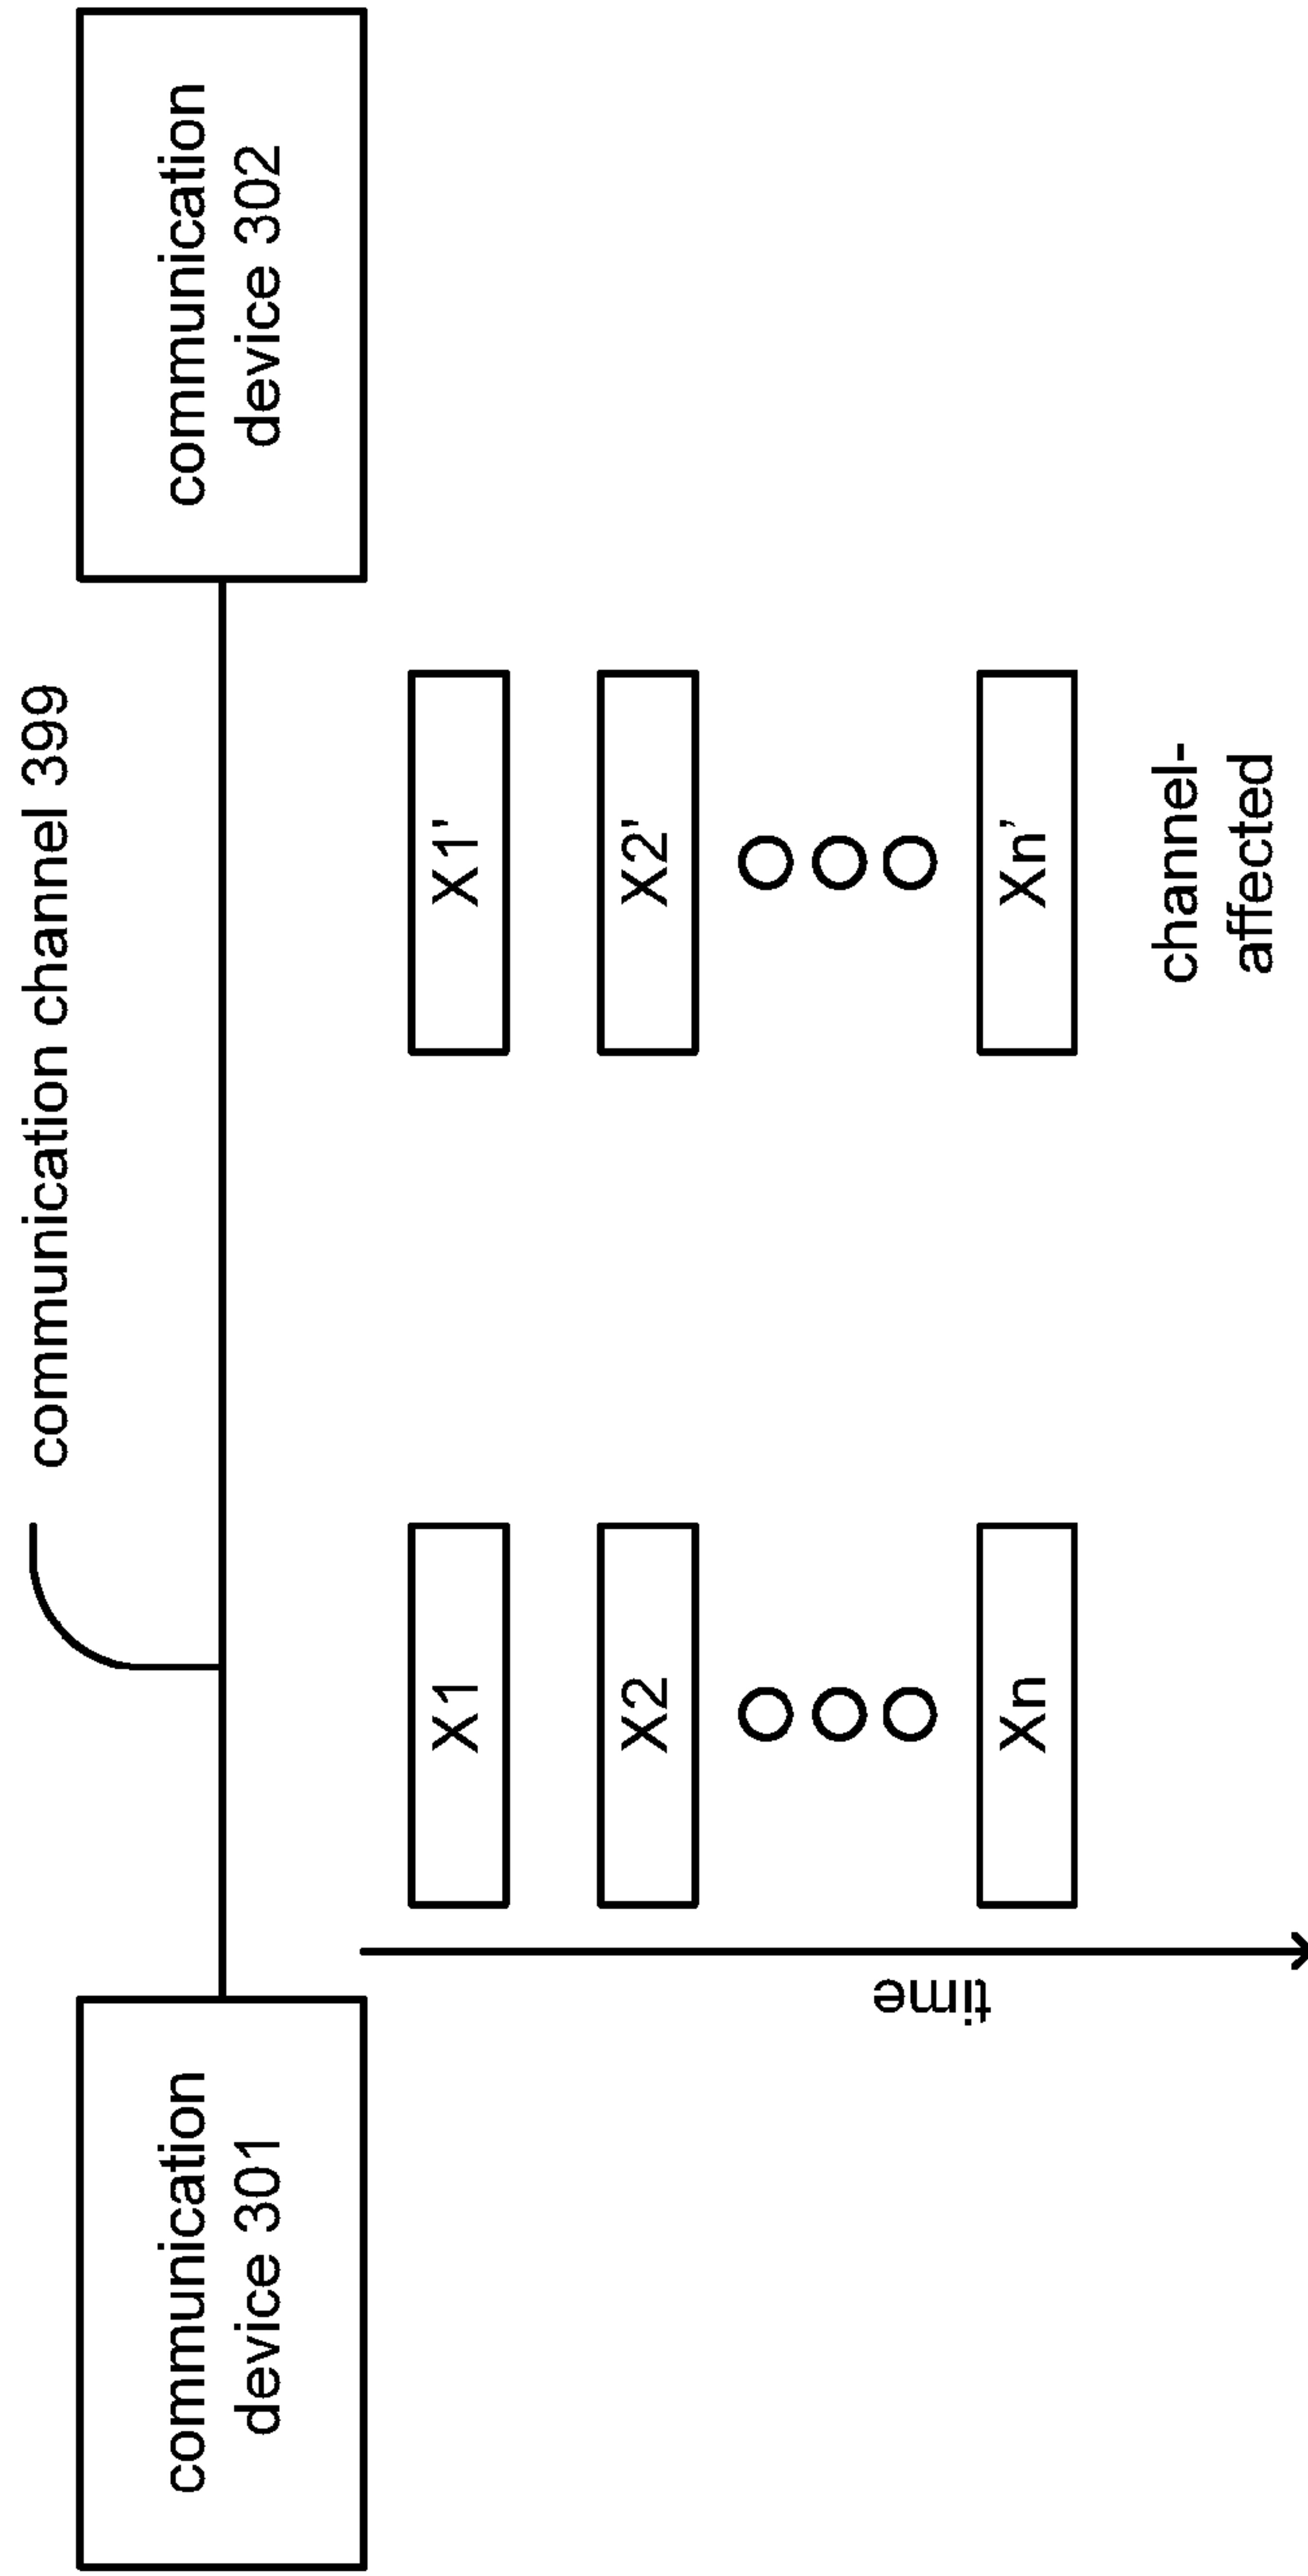 communication channel 399
communication
device 301
communication
device 302
X1
X1'
X2
X2'
time
Xn
Xn’
channel-
affected